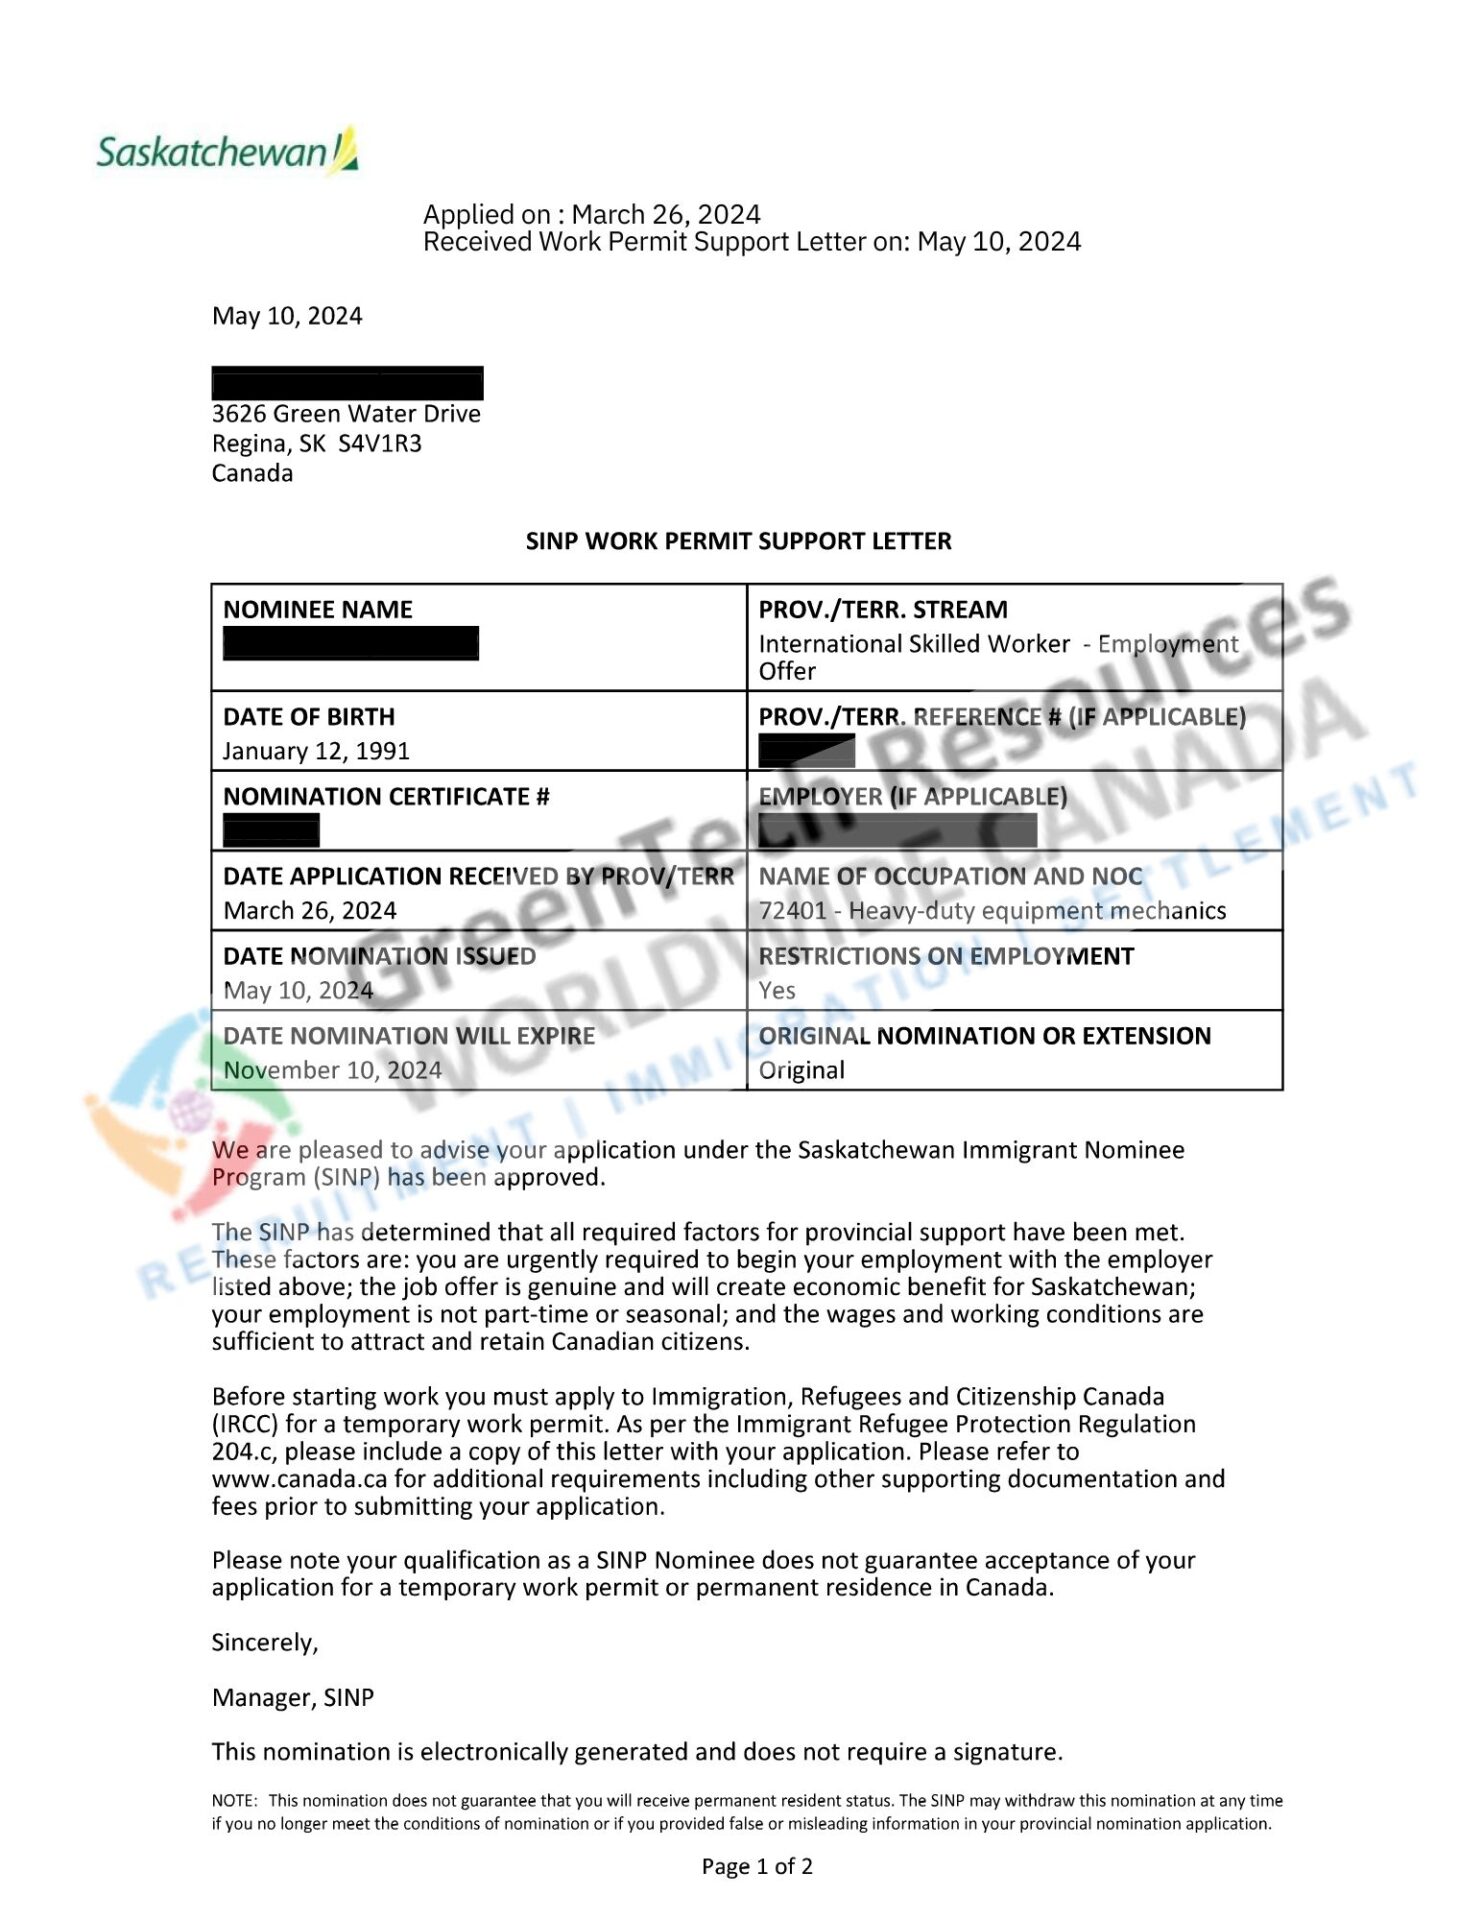 Saskatchewan
Applied on : March 26, 2024
Received Work Permit Support Letter on: May 10, 2024
May 10, 2024
3626 Green Water Drive
Regina, SK  S4V1R3
Canada
SINP WORK PERMIT SUPPORT LETTER
NOMINEE NAME
PROV./TERR. STREAM
International Skilled Worker  - Employment
Offer
DATE OF BIRTH
January 12, 1991
PROV./TERR. REFERENCE # (IF APPLICABLE)
NOMINATION CERTIFICATE #
EMPLOYER (IF APPLICABLE)
DATE APPLICATION RECEIVED BY PROV/TERR
March 26, 2024
NAME OF OCCUPATION AND NOC
72401 - Heavy-duty equipment mechanics
DATE NOMINATION ISSUED
May 10, 2024
RESTRICTIONS ON EMPLOYMENT
Yes
DATE NOMINATION WILL EXPIRE
November 10, 2024
ORIGINAL NOMINATION OR EXTENSION
Original
GreenTech Resources
WORLDWIDE CANADA
RECRUITMENT | IMMIGRATION | SETTLEMENT
We are pleased to advise your application under the Saskatchewan Immigrant Nominee
Program (SINP) has been approved.
The SINP has determined that all required factors for provincial support have been met.
These factors are: you are urgently required to begin your employment with the employer
listed above; the job offer is genuine and will create economic benefit for Saskatchewan;
your employment is not part-time or seasonal; and the wages and working conditions are
sufficient to attract and retain Canadian citizens.
Before starting work you must apply to Immigration, Refugees and Citizenship Canada
(IRCC) for a temporary work permit. As per the Immigrant Refugee Protection Regulation
204.c, please include a copy of this letter with your application. Please refer to
www.canada.ca for additional requirements including other supporting documentation and
fees prior to submitting your application.
Please note your qualification as a SINP Nominee does not guarantee acceptance of your
application for a temporary work permit or permanent residence in Canada.
Sincerely,
Manager, SINP
This nomination is electronically generated and does not require a signature.
NOTE:  This nomination does not guarantee that you will receive permanent resident status. The SINP may withdraw this nomination at any time
if you no longer meet the conditions of nomination or if you provided false or misleading information in your provincial nomination application.
Page 1 of 2